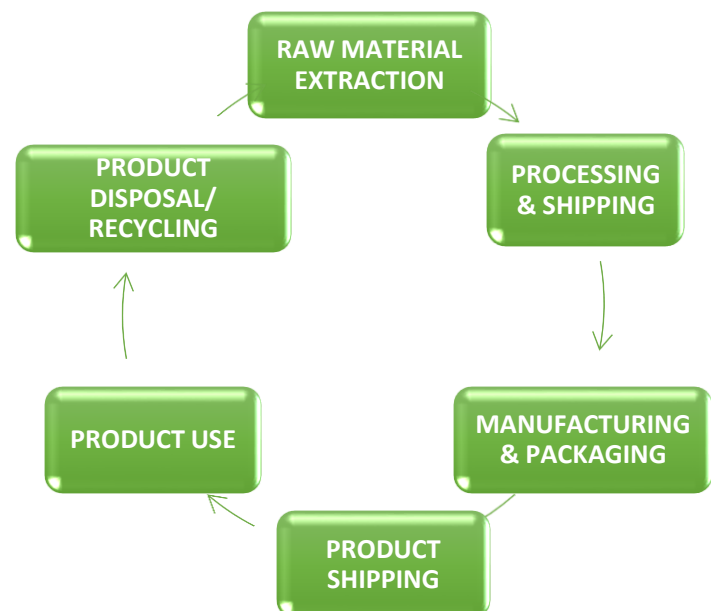 RAW MATERIAL
EXTRACTION
PROCESSING
& SHIPPING
MANUFACTURING
& PACKAGING
PRODUCT
SHIPPING
PRODUCT USE
PRODUCT
DISPOSAL/
RECYCLING